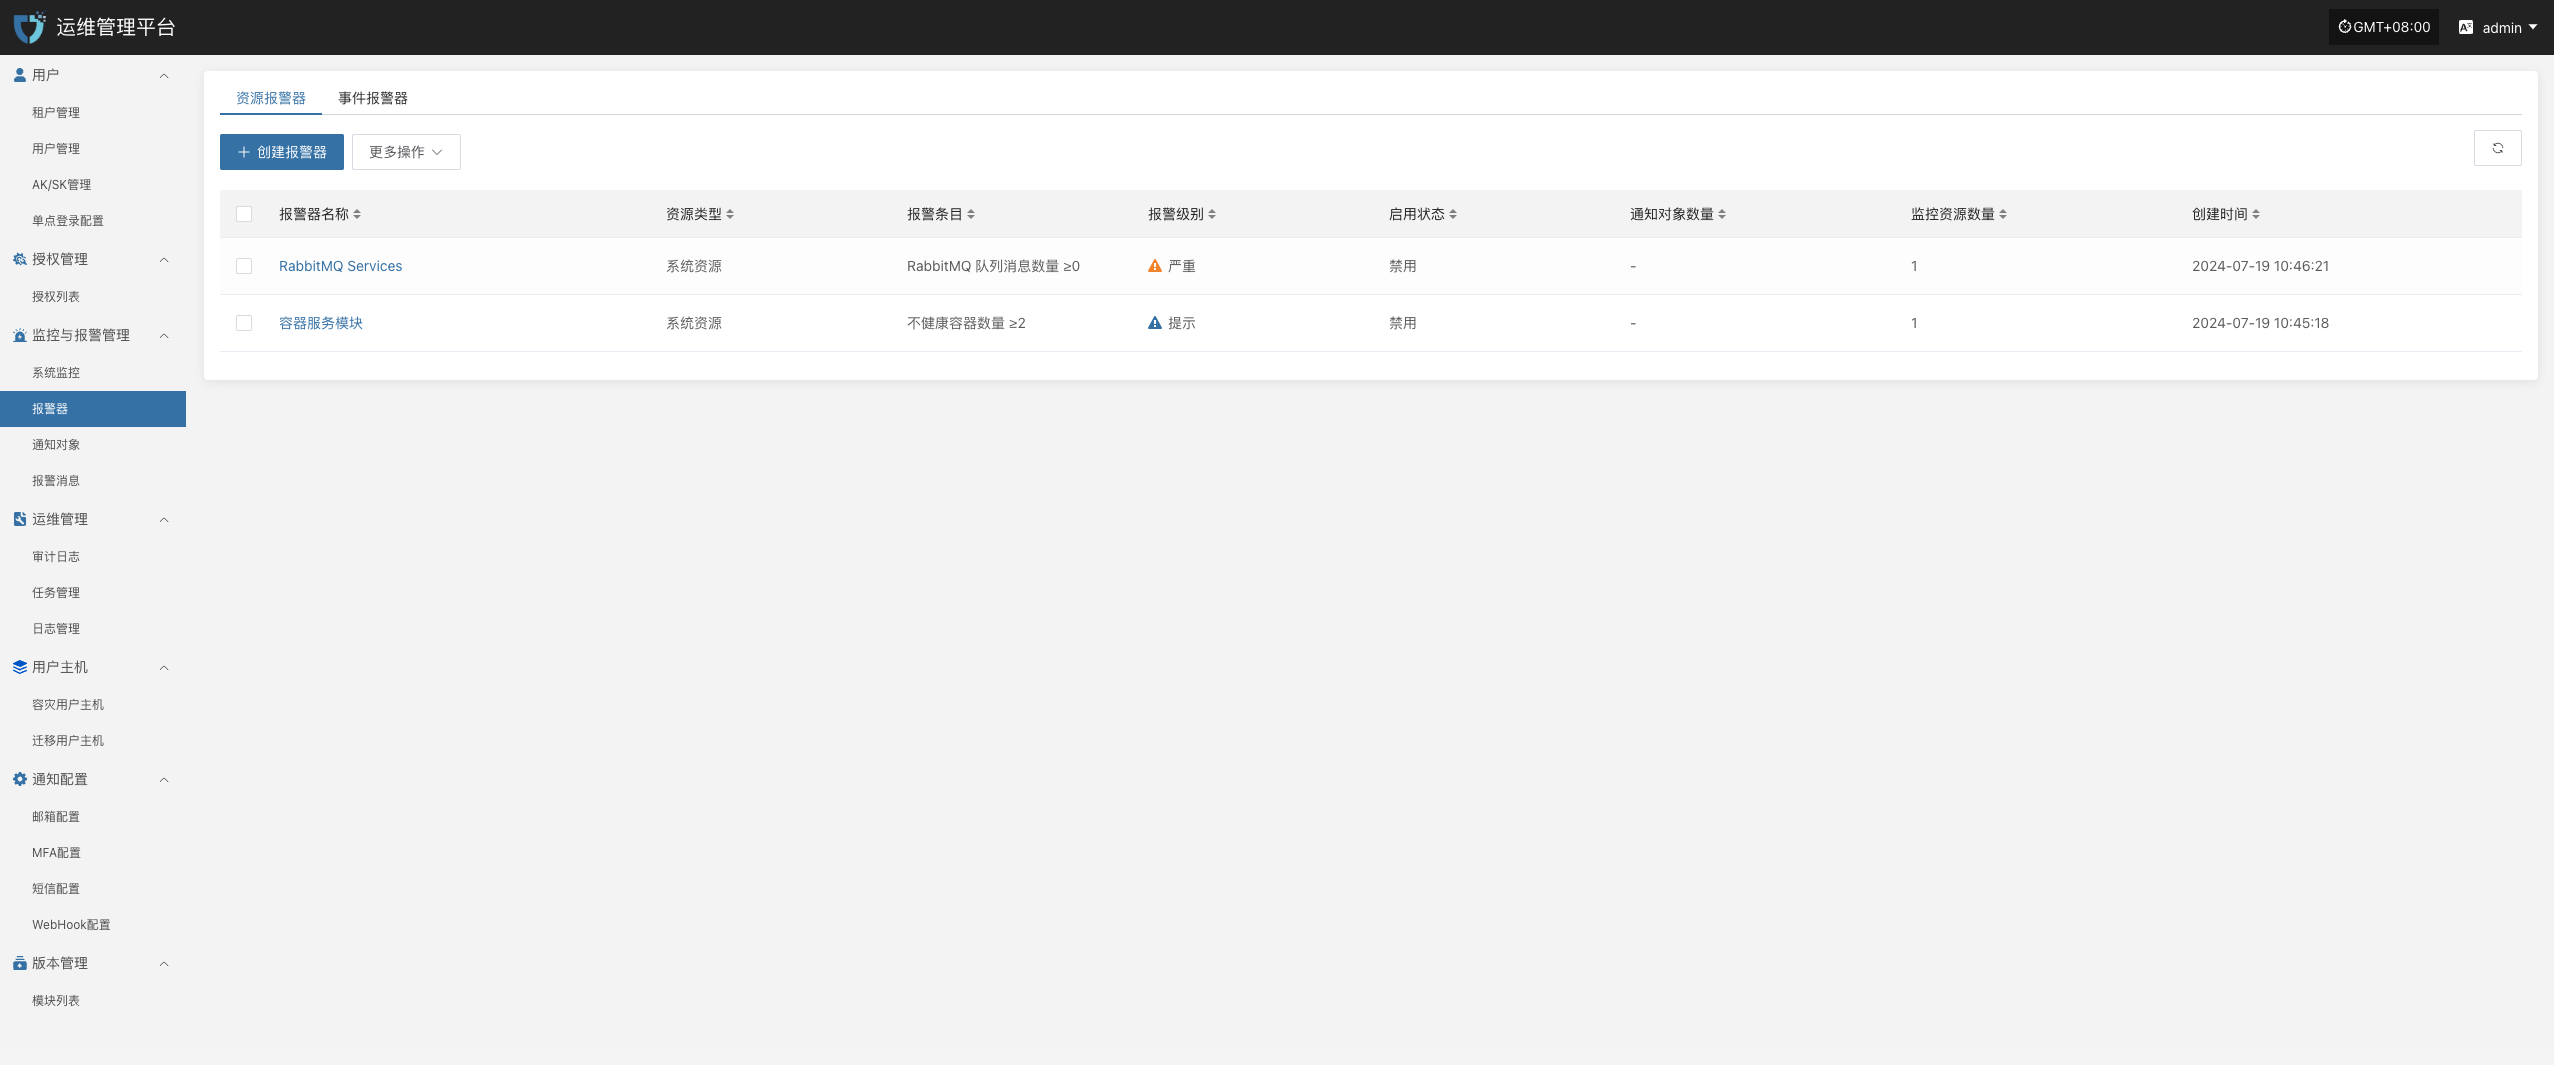 运维管理平台
GMT+08:00
admin
用户
租户管理
用户管理
AK/SK管理
单点登录配置
授权管理
授权列表
监控与报警管理
系统监控
报警器
通知对象
报警消息
运维管理
审计日志
任务管理
日志管理
用户主机
容灾用户主机
迁移用户主机
通知配置
邮箱配置
MFA配置
短信配置
WebHook配置
版本管理
模块列表
资源报警器 事件报警器
创建报警器 更多操作
报警器名称 资源类型 报警条目 报警级别 启用状态 通知对象数量 监控资源数量 创建时间
RabbitMQ Services 系统资源 RabbitMQ 队列消息数量 ≥0 严重 禁用 - 1 2024-07-19 10:46:21
容器服务模块 系统资源 不健康容器数量 ≥2 提示 禁用 - 1 2024-07-19 10:45:18